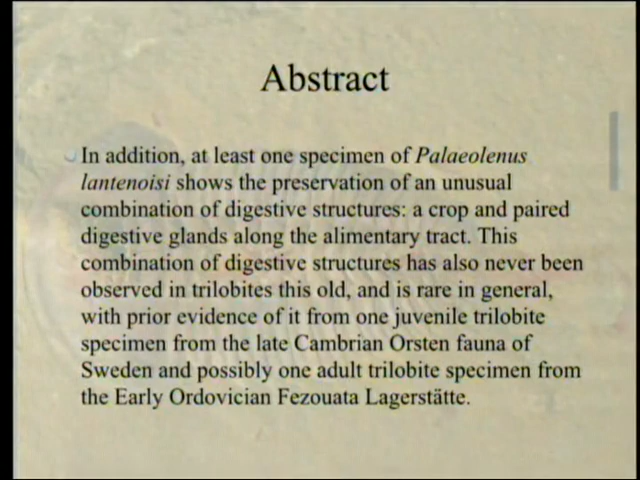 Abstract
In addition, at least one specimen of Palaeolenus
lantenoisi shows the preservation of an unusual
combination of digestive structures: a crop and paired
digestive glands along the alimentary tract. This
combination of digestive structures has also never been
observed in trilobites this old, and is rare in general,
with prior evidence of it from one juvenile trilobite
specimen from the late Cambrian Orsten fauna of
Sweden and possibly one adult trilobite specimen from
the Early Ordovician Fezouata Lagerstätte.